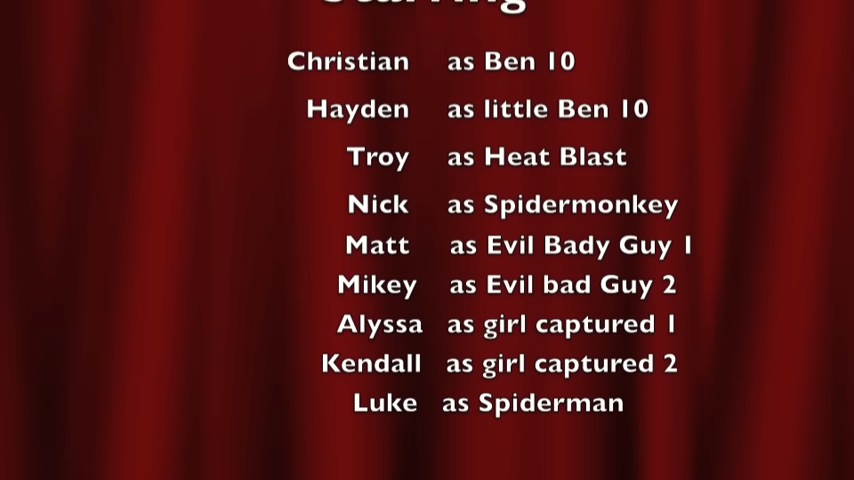 Starring
Christian as Ben 10
Hayden as little Ben 10
Troy as Heat Blast
Nick as Spidermonkey
Matt as Evil Bady Guy 1
Mikey as Evil bad Guy 2
Alyssa as girl captured 1
Kendall as girl captured 2
Luke as Spiderman